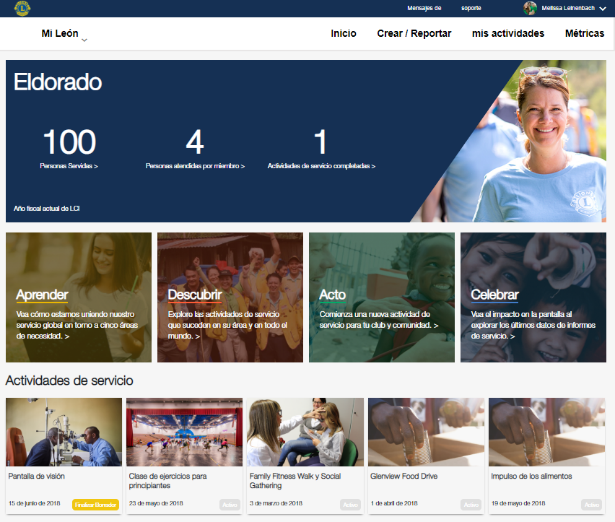 Mensajes de soporte Melissa Leinenbach
Mi León Inicio Crear / Reportar mis actividades Métricas
Eldorado
100 4 1
Personas Servidas > Personas atendidas por miembro > Actividades de servicio completadas >
Año fiscal actual de LCI
Aprender
Vea cómo estamos uniendo nuestro
servicio global en torno a cinco áreas
de necesidad. >
Descubrir
Explore las actividades de servicio
que suceden en su área y en todo el
mundo. >
Acto
Comienza una nueva actividad de
servicio para tu club y comunidad. >
Celebrar
Vea el impacto en la pantalla al
explorar los últimos datos de informes
de servicio. >
Actividades de servicio
Pantalla de visión
15 de junio de 2018 Finalizar Borrador
Clase de ejercicios para
principiantes
23 de mayo de 2018 Activo
Family Fitness Walk y Social
Gathering
3 de marzo de 2018 Activo
Glenview Food Drive
1 de abril de 2018 Activo
Impulso de los alimentos
19 de mayo de 2018 Activo